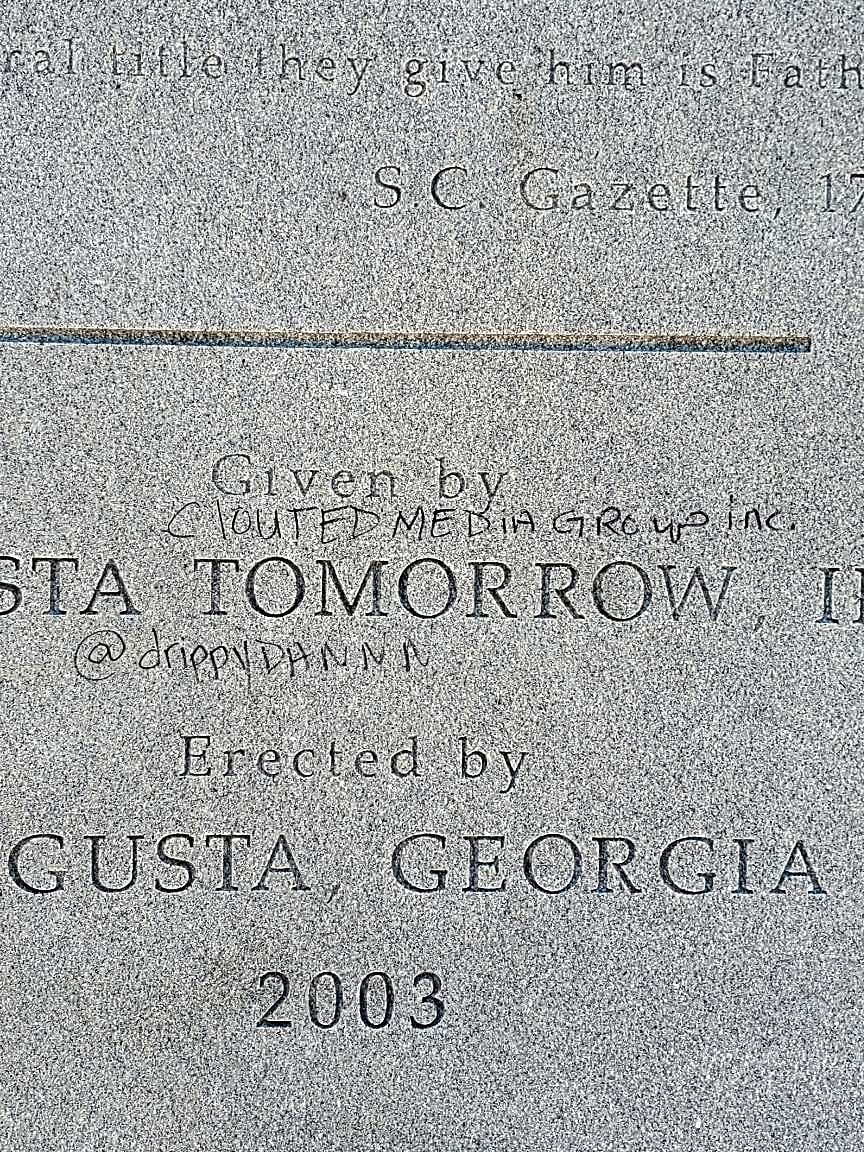 ral title they give him is Fath
S.C. Gazette, 17
Given by
CLOUTED MEDiA GROup inc.
STA TOMORROW, I
@drippyDANNN
Erected by
GUSTA, GEORGIA
2003